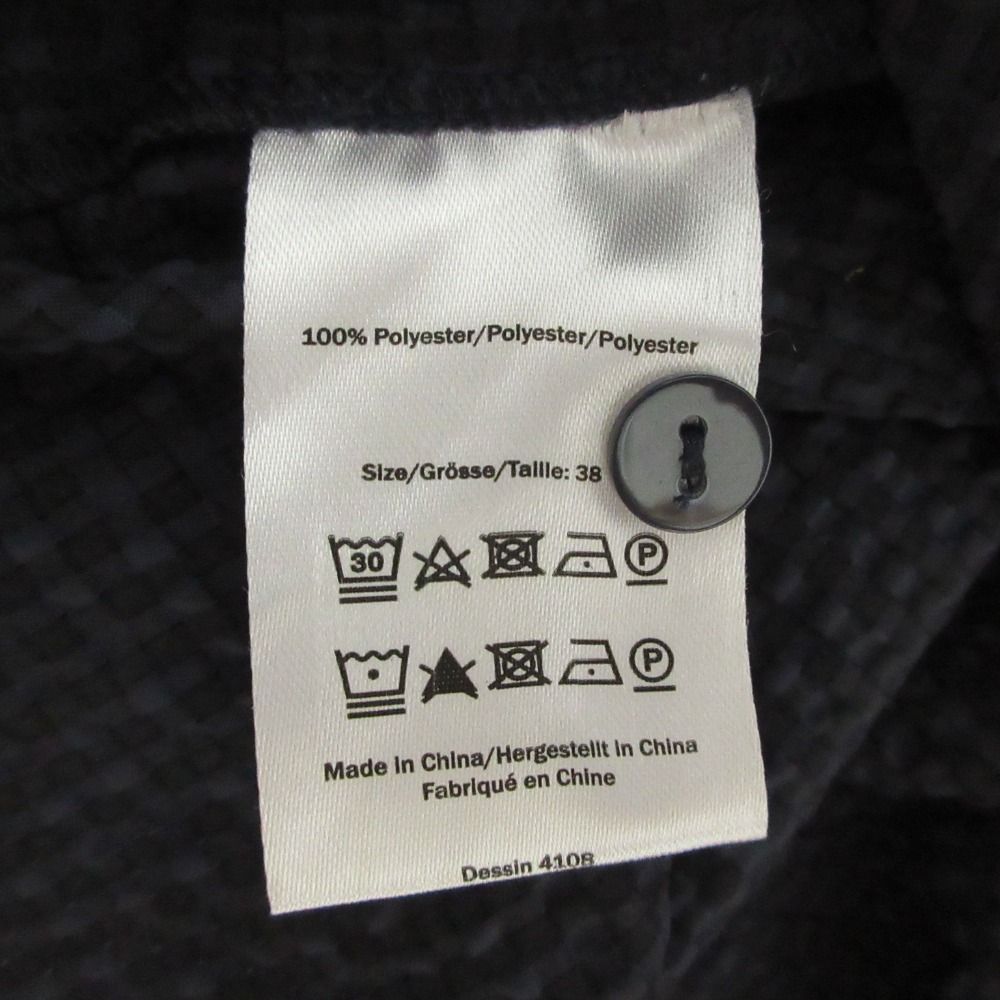 100% Polyester/Polyester/Polyester
Size/Grösse/Taille: 38
30 P
P
Made in China/Hergestellt in China
Fabriqué en Chine
Dessin 4108